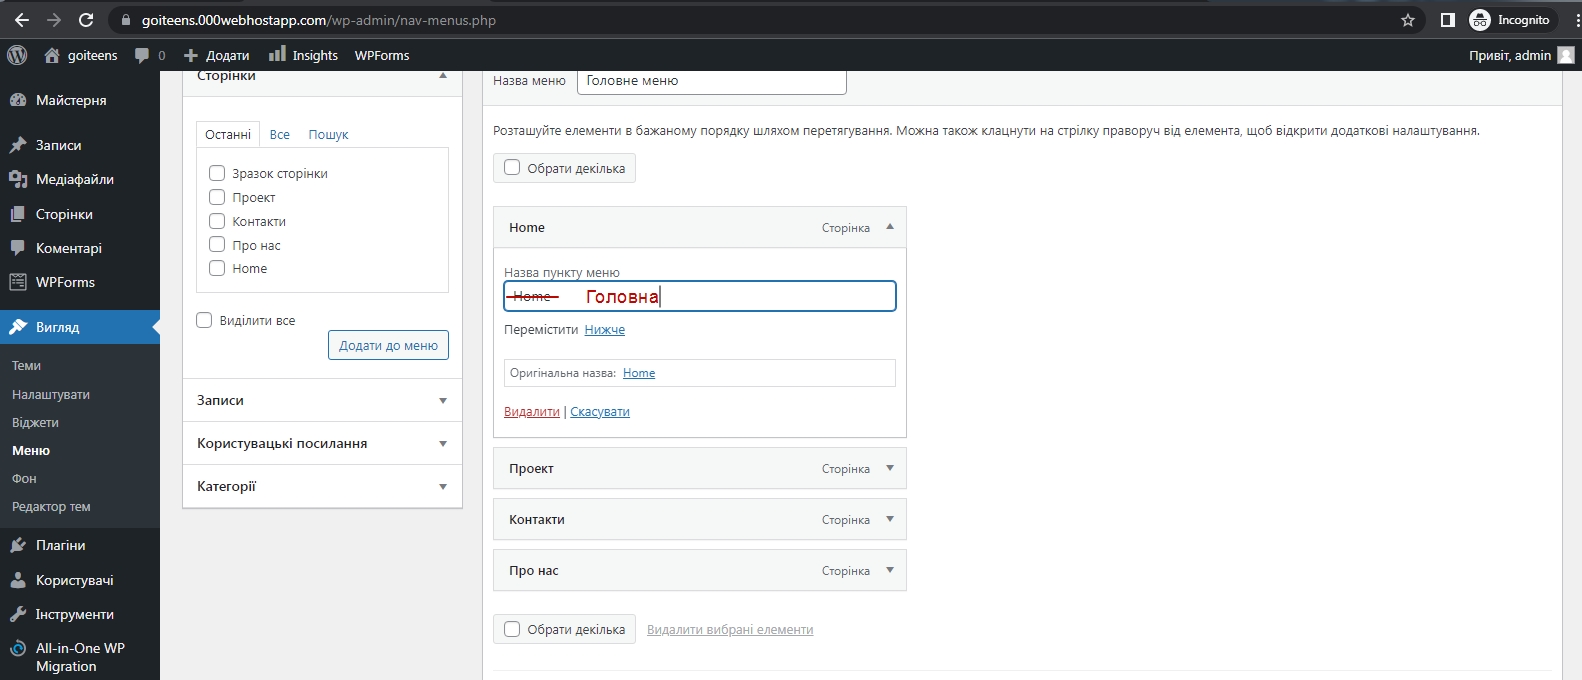 goiteens.000webhostapp.com/wp-admin/nav-menus.php
Incognito
goiteens
0
Додати
Insights
WPForms
Привіт, admin
Майстерня
Записи
Медіафайли
Сторінки
Коментарі
WPForms
Вигляд
Теми
Налаштувати
Віджети
Меню
Фон
Редактор тем
Плагіни
Користувачі
Інструменти
All-in-One WP
Migration
Сторінки
Останні
Все
Пошук
Зразок сторінки
Проект
Контакти
Про нас
Home
Виділити все
Додати до меню
Записи
Користувацькі посилання
Категорії
Назва меню
Головне меню
Розташуйте елементи в бажаному порядку шляхом перетягування. Можна також клацнути на стрілку праворуч від елемента, щоб відкрити додаткові налаштування.
Обрати декілька
Home
Сторінка
Назва пункту меню
Home Головна
Перемістити Нижче
Оригінальна назва: Home
Видалити | Скасувати
Проект
Сторінка
Контакти
Сторінка
Про нас
Сторінка
Обрати декілька
Видалити вибрані елементи